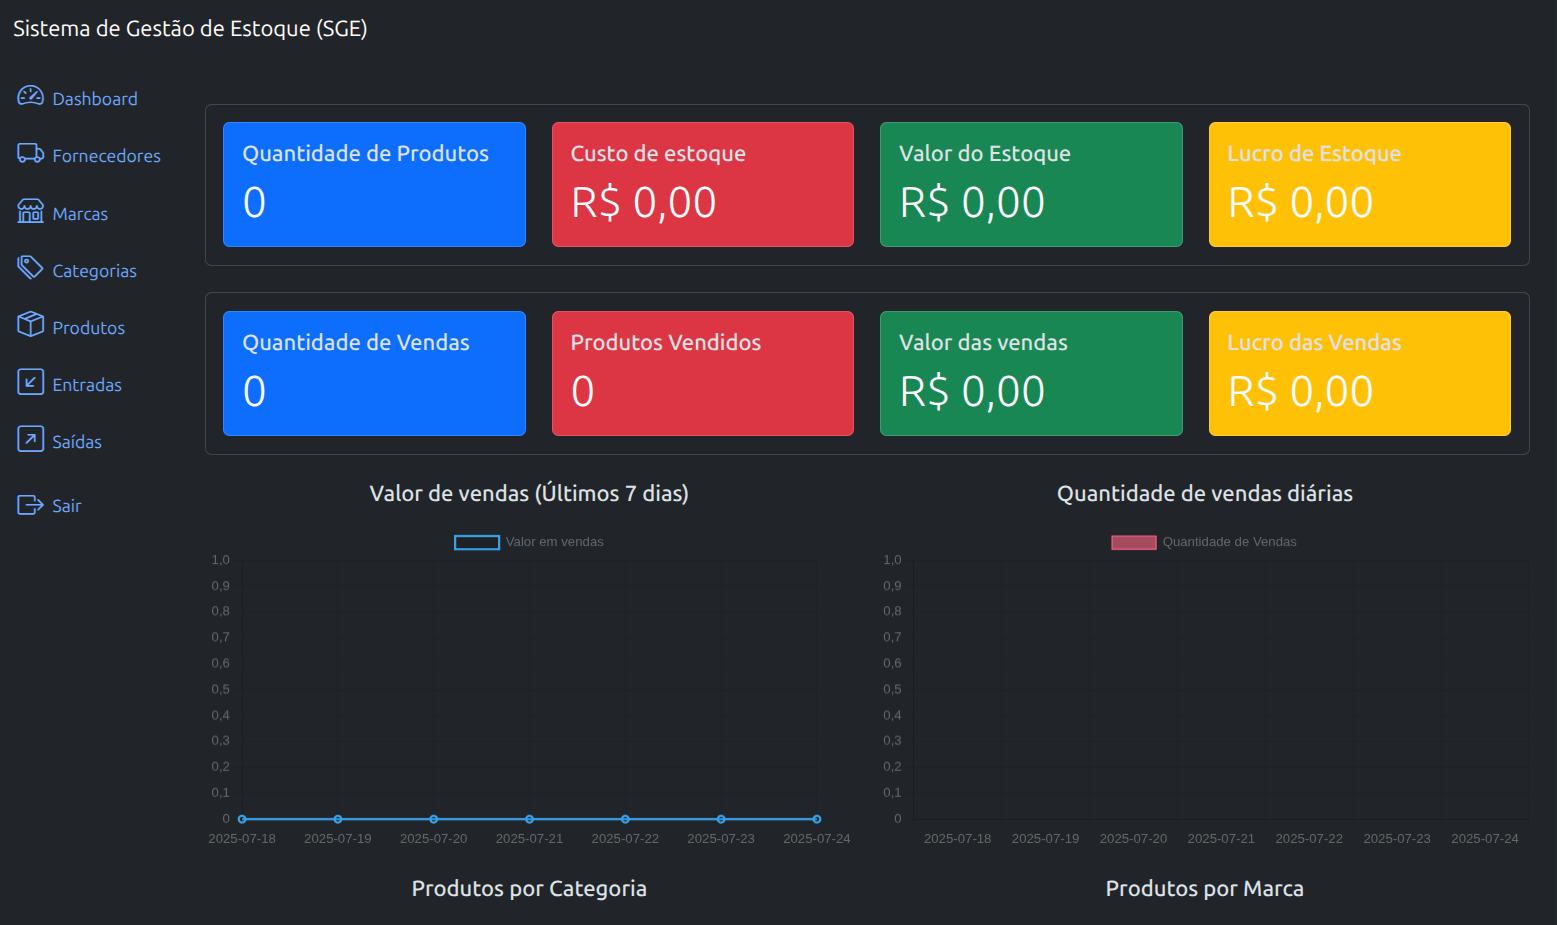 Sistema de Gestão de Estoque (SGE)
Dashboard
Fornecedores
Marcas
Categorias
Produtos
Entradas
Saídas
Sair
Quantidade de Produtos
0
Custo de estoque
R$ 0,00
Valor do Estoque
R$ 0,00
Lucro de Estoque
R$ 0,00
Quantidade de Vendas
0
Produtos Vendidos
0
Valor das vendas
R$ 0,00
Lucro das Vendas
R$ 0,00
Valor de vendas (Últimos 7 dias)
Valor em vendas
1,0
0,9
0,8
0,7
0,6
0,5
0,4
0,3
0,2
0,1
0
2025-07-18 2025-07-19 2025-07-20 2025-07-21 2025-07-22 2025-07-23 2025-07-24
Quantidade de vendas diárias
Quantidade de Vendas
1,0
0,9
0,8
0,7
0,6
0,5
0,4
0,3
0,2
0,1
0
2025-07-18 2025-07-19 2025-07-20 2025-07-21 2025-07-22 2025-07-23 2025-07-24
Produtos por Categoria
Produtos por Marca